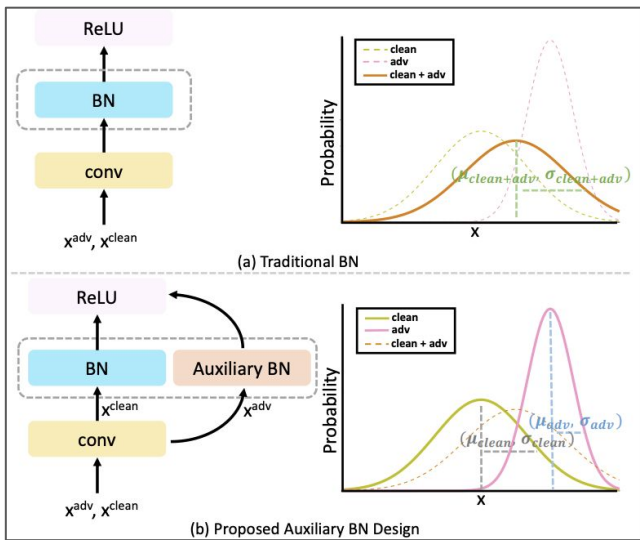 ReLU
BN
conv
x^adv, x^clean
Probability
clean
adv
clean + adv
(μ_clean+adv, σ_clean+adv)
X
(a) Traditional BN
ReLU
BN
Auxiliary BN
x^clean
x^adv
conv
x^adv, x^clean
Probability
clean
adv
clean + adv
(μ_adv, σ_adv)
(μ_clean, σ_clean)
X
(b) Proposed Auxiliary BN Design